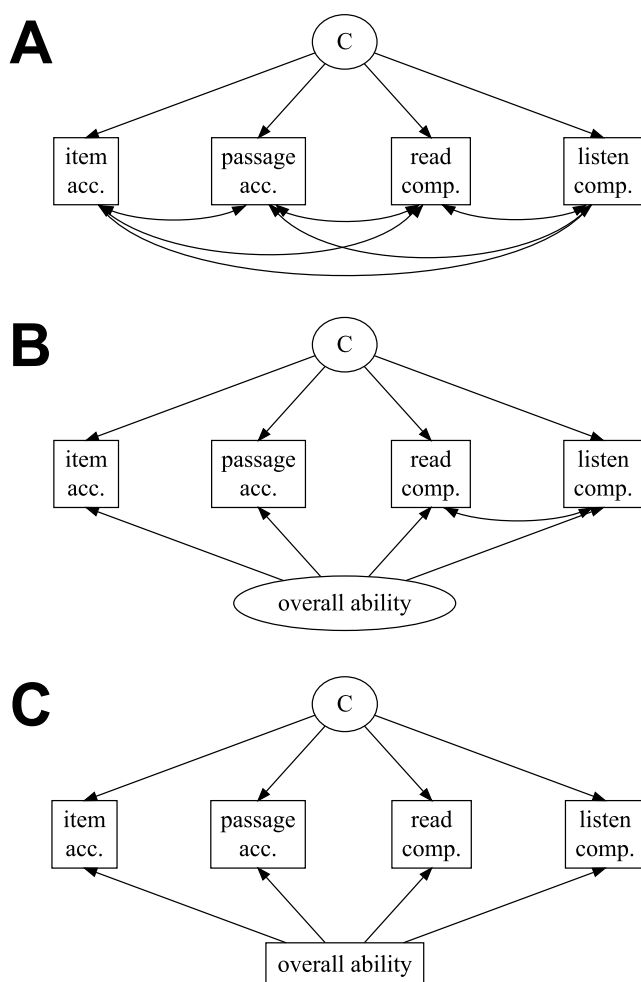 A
C
item
acc.
passage
acc.
read
comp.
listen
comp.
B
C
item
acc.
passage
acc.
read
comp.
listen
comp.
overall ability
C
C
item
acc.
passage
acc.
read
comp.
listen
comp.
overall ability